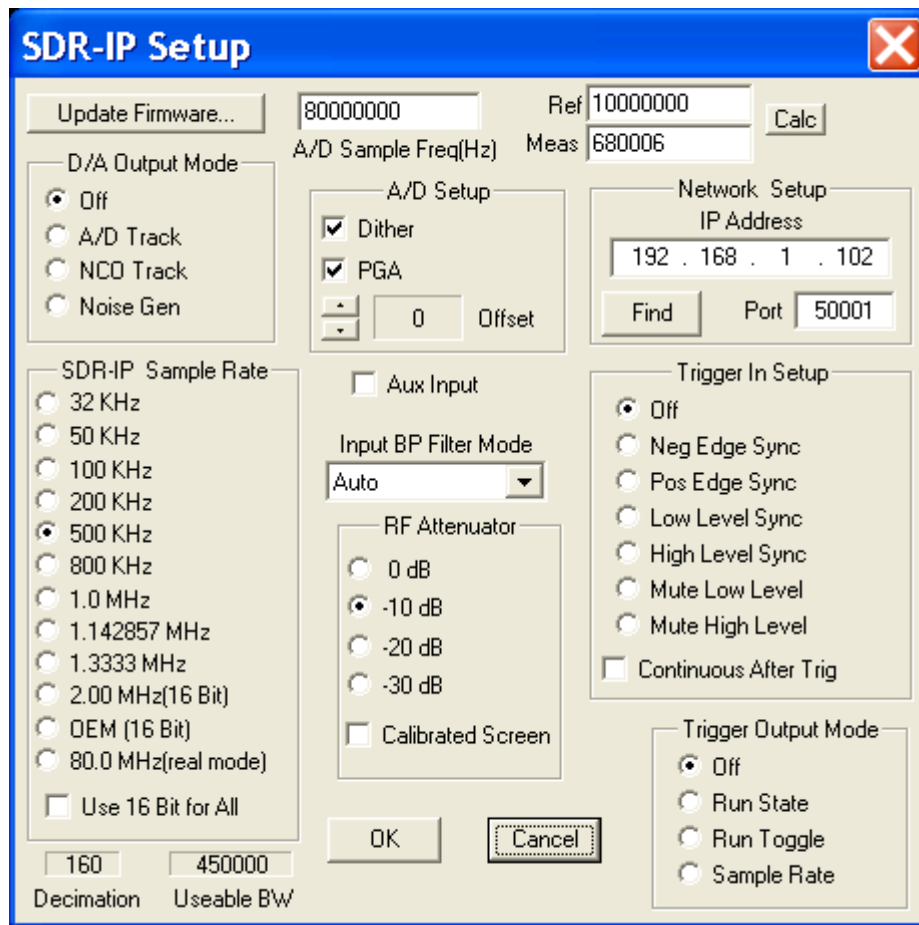 SDR-IP Setup
Update Firmware...
80000000
A/D Sample Freq(Hz)
Ref 10000000
Meas 680006
Calc
D/A Output Mode
Off
A/D Track
NCO Track
Noise Gen
A/D Setup
Dither
PGA
0 Offset
Network Setup
IP Address
192 . 168 . 1 . 102
Find Port 50001
SDR-IP Sample Rate
32 KHz
50 KHz
100 KHz
200 KHz
500 KHz
800 KHz
1.0 MHz
1.142857 MHz
1.3333 MHz
2.00 MHz(16 Bit)
OEM (16 Bit)
80.0 MHz(real mode)
Use 16 Bit for All
160
Decimation
450000
Useable BW
Aux Input
Input BP Filter Mode
Auto
RF Attenuator
0 dB
-10 dB
-20 dB
-30 dB
Calibrated Screen
OK
Cancel
Trigger In Setup
Off
Neg Edge Sync
Pos Edge Sync
Low Level Sync
High Level Sync
Mute Low Level
Mute High Level
Continuous After Trig
Trigger Output Mode
Off
Run State
Run Toggle
Sample Rate